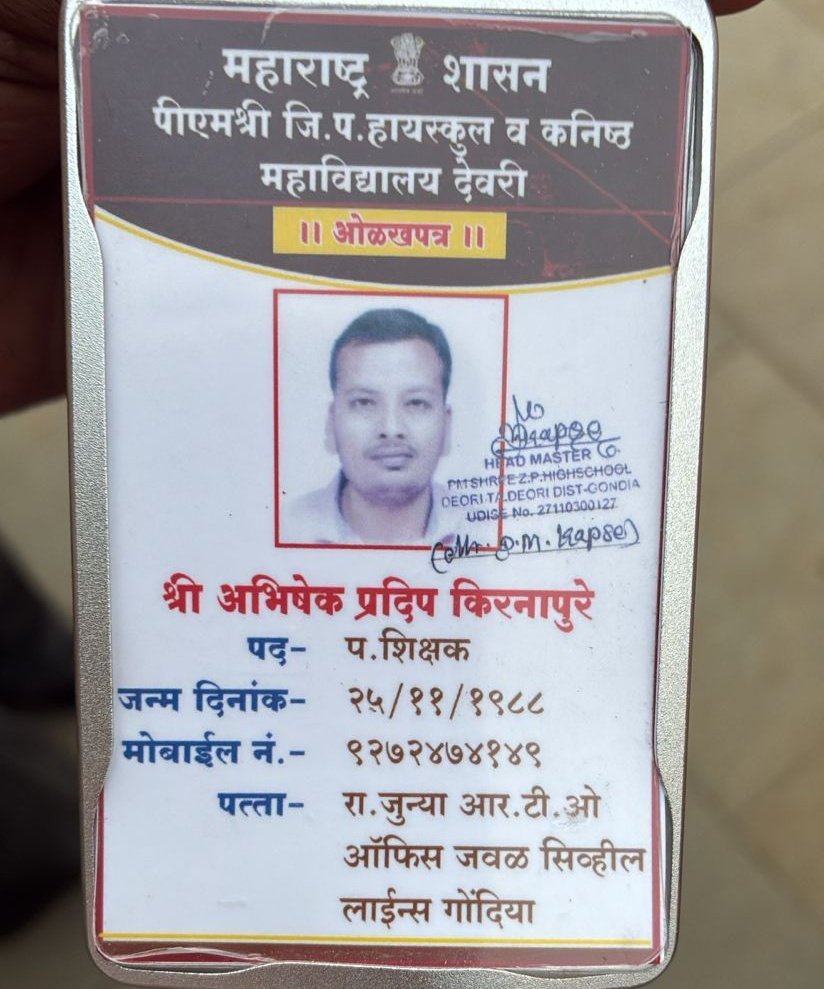 महाराष्ट्र शासन
पीएमश्री जि.प.हायस्कुल व कनिष्ठ
महाविद्यालय देवरी
॥ ओळखपत्र ॥
HEAD MASTER
PM SHREE Z.P.HIGHSCHOOL
DEORI TA.DEORI DIST-GONDIA
UDISE No. 27110300127
(Mr. D.M. Kapse)
श्री अभिषेक प्रदिप किरनापुरे
पद- प.शिक्षक
जन्म दिनांक- २५/११/१९८८
मोबाईल नं.- ९२७२४७४१४९
पत्ता- रा.जुन्या आर.टी.ओ
ऑफिस जवळ सिव्हील
लाईन्स गोंदिया